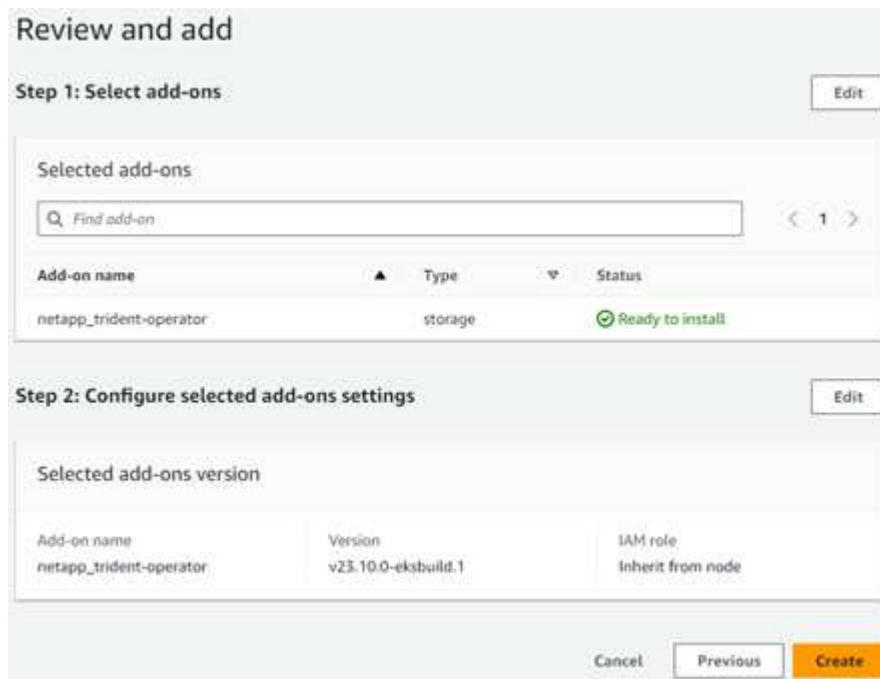 Review and add
Step 1: Select add-ons
Edit
Selected add-ons
Find add-on
1
Add-on name Type Status
netapp_trident-operator storage Ready to install
Step 2: Configure selected add-ons settings
Edit
Selected add-ons version
Add-on name Version IAM role
netapp_trident-operator v23.10.0-eksbuild.1 Inherit from node
Cancel Previous Create